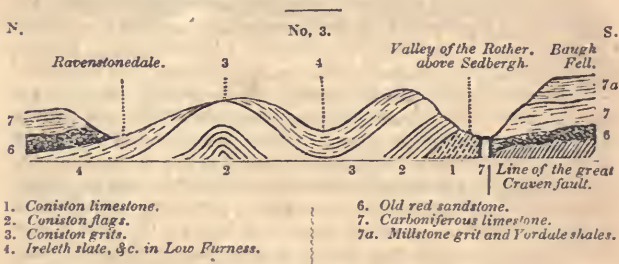 N. No, 3. S.
Ravenstonedale. 3 4 Valley of the Rother. above Sedbergh. Baugh Fell.
7a
7 7
6 6
4 2 3 2 1 7
Line of the great Craven fault.
1. Coniston limestone.
2. Coniston flags.
3. Coniston grits.
4. Ireleth slate, &c. in Low Furness.
6. Old red sandstone.
7. Carboniferous limestone.
7a. Millstone grit and Yordale shales.